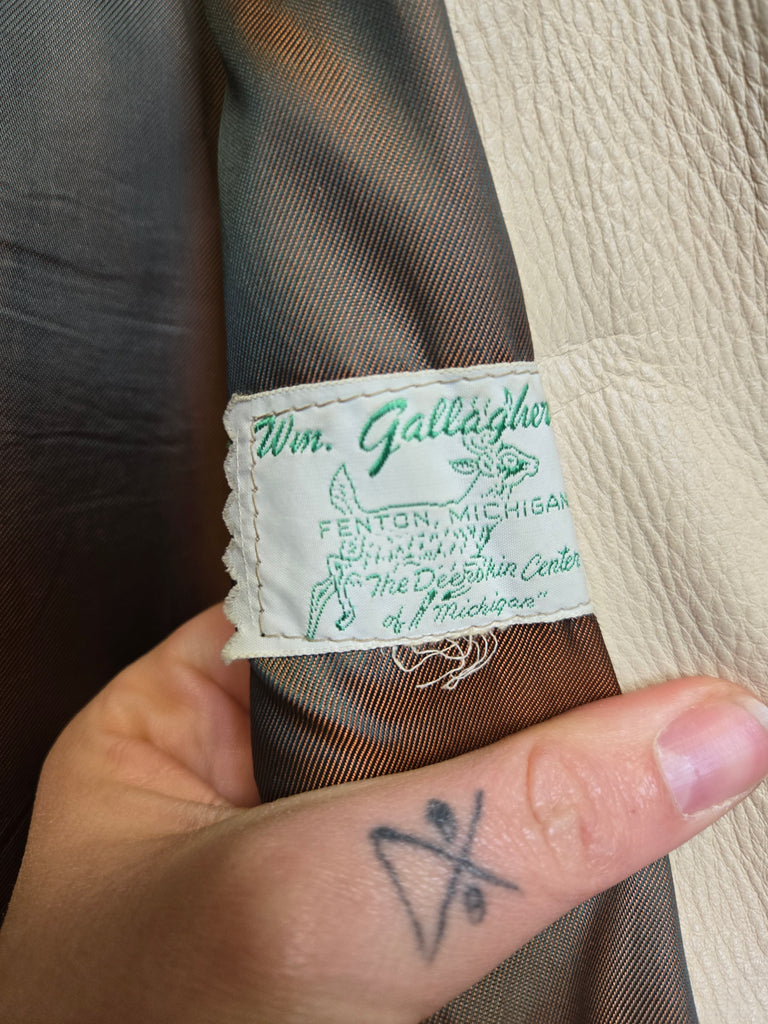 Wm. Gallagher
FENTON, MICHIGAN
"The Deerskin Center
of Michigan"